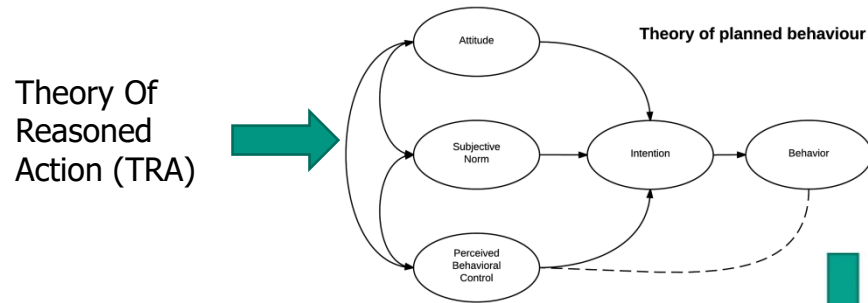 Theory Of
Reasoned
Action (TRA)
Theory of planned behaviour
Attitude
Subjective
Norm
Intention
Behavior
Perceived
Behavioral
Control